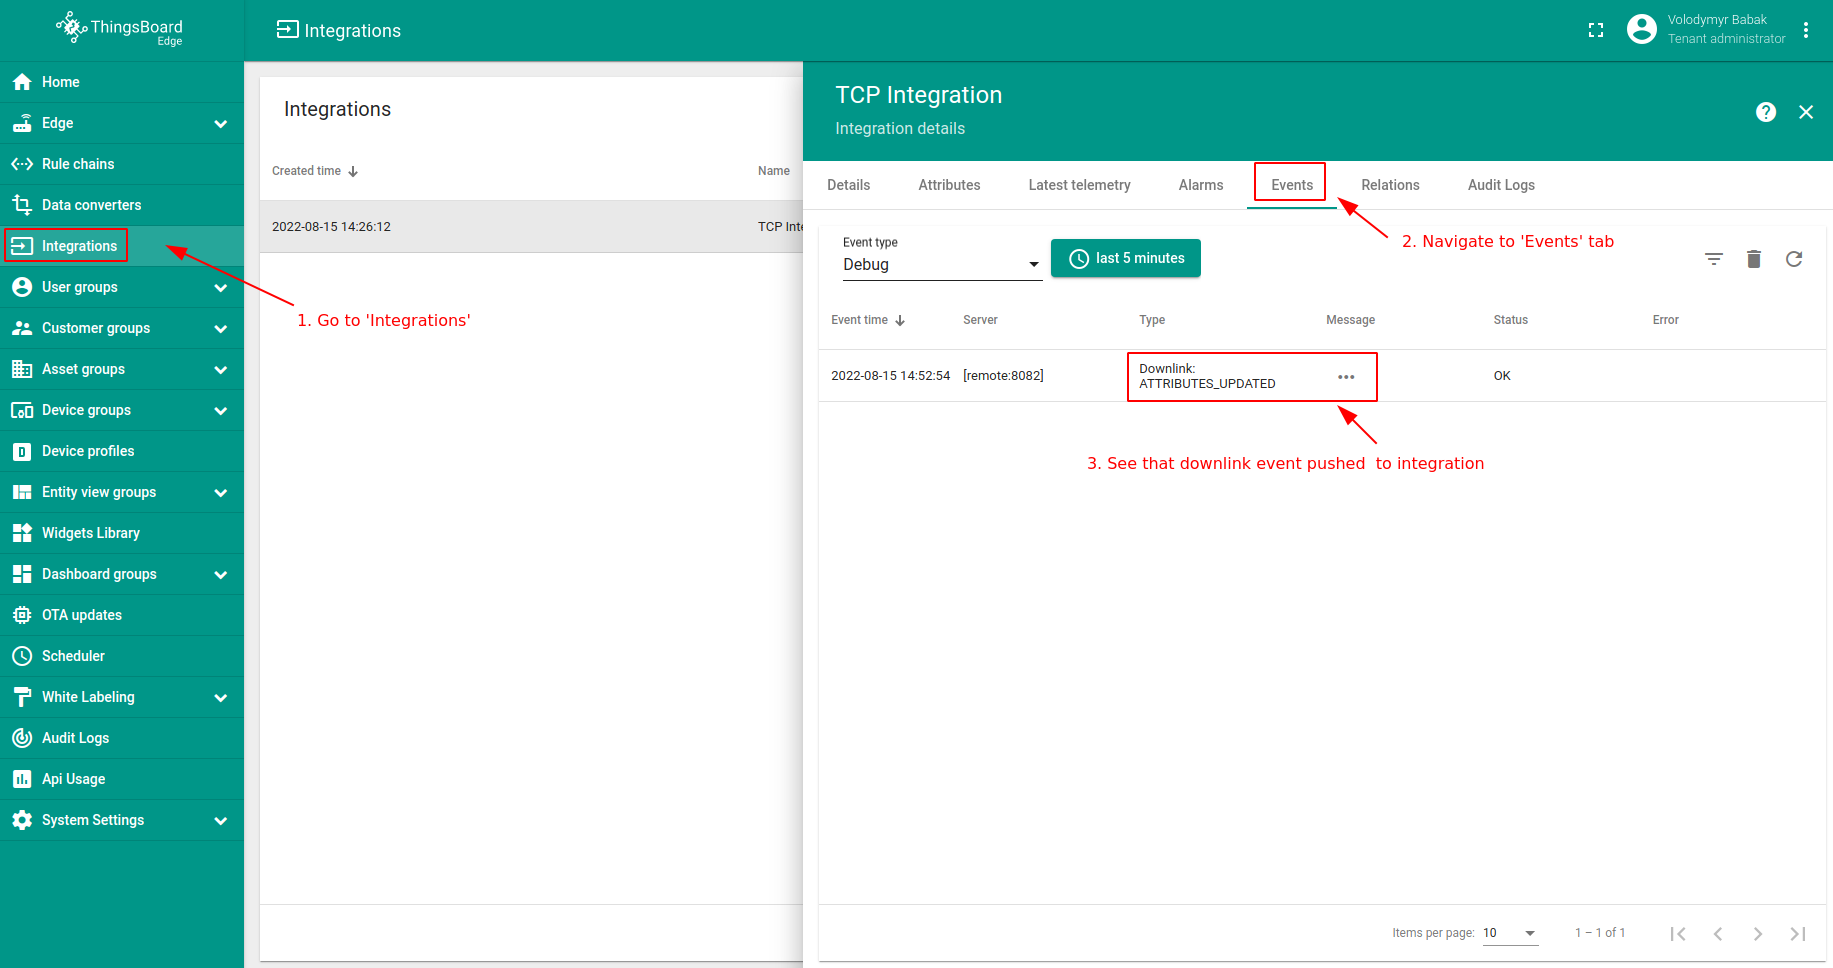 ThingsBoard
Edge
Integrations
Volodymyr Babak
Tenant administrator
Home
Edge
Rule chains
Data converters
Integrations
User groups
Customer groups
Asset groups
Device groups
Device profiles
Entity view groups
Widgets Library
Dashboard groups
OTA updates
Scheduler
White Labeling
Audit Logs
Api Usage
System Settings
Integrations
Created time Name
2022-08-15 14:26:12 TCP Inte
1. Go to 'Integrations'
TCP Integration
Integration details
Details Attributes Latest telemetry Alarms Events Relations Audit Logs
2. Navigate to 'Events' tab
Event type
Debug
last 5 minutes
Event time Server Type Message Status Error
2022-08-15 14:52:54 [remote:8082] Downlink: ... OK
ATTRIBUTES_UPDATED
3. See that downlink event pushed  to integration
Items per page: 10 1 – 1 of 1